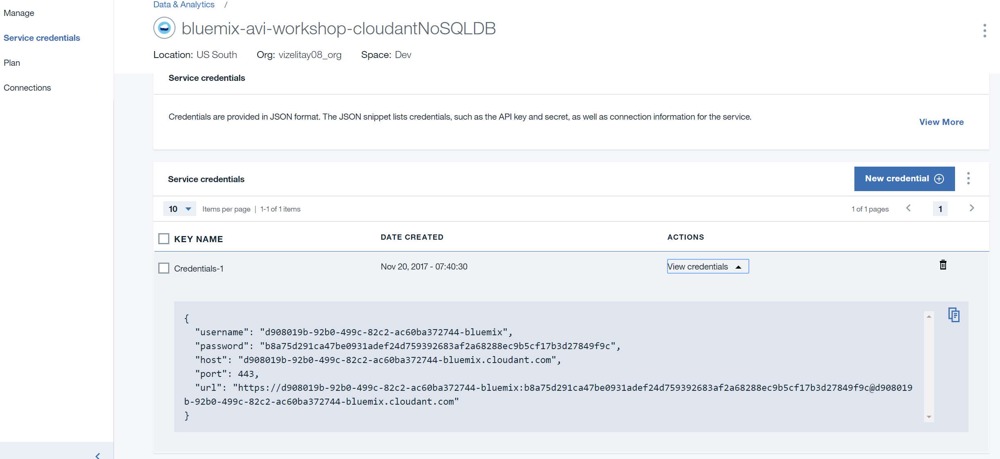 Manage
Service credentials
Plan
Connections
Data & Analytics /
bluemix-avi-workshop-cloudantNoSQLDB
Location: US South Org: vizelitay08_org Space: Dev
Service credentials
Credentials are provided in JSON format. The JSON snippet lists credentials, such as the API key and secret, as well as connection information for the service.
View More
Service credentials
New credential
10 Items per page | 1-1 of 1 items
1 of 1 pages 1
KEY NAME DATE CREATED ACTIONS
Credentials-1 Nov 20, 2017 - 07:40:30 View credentials
{
"username": "d908019b-92b0-499c-82c2-ac60ba372744-bluemix",
"password": "b8a75d291ca47be0931adef24d759392683af2a68288ec9b5cf17b3d27849f9c",
"host": "d908019b-92b0-499c-82c2-ac60ba372744-bluemix.cloudant.com",
"port": 443,
"url": "https://d908019b-92b0-499c-82c2-ac60ba372744-bluemix:b8a75d291ca47be0931adef24d759392683af2a68288ec9b5cf17b3d27849f9c@d908019
b-92b0-499c-82c2-ac60ba372744-bluemix.cloudant.com"
}